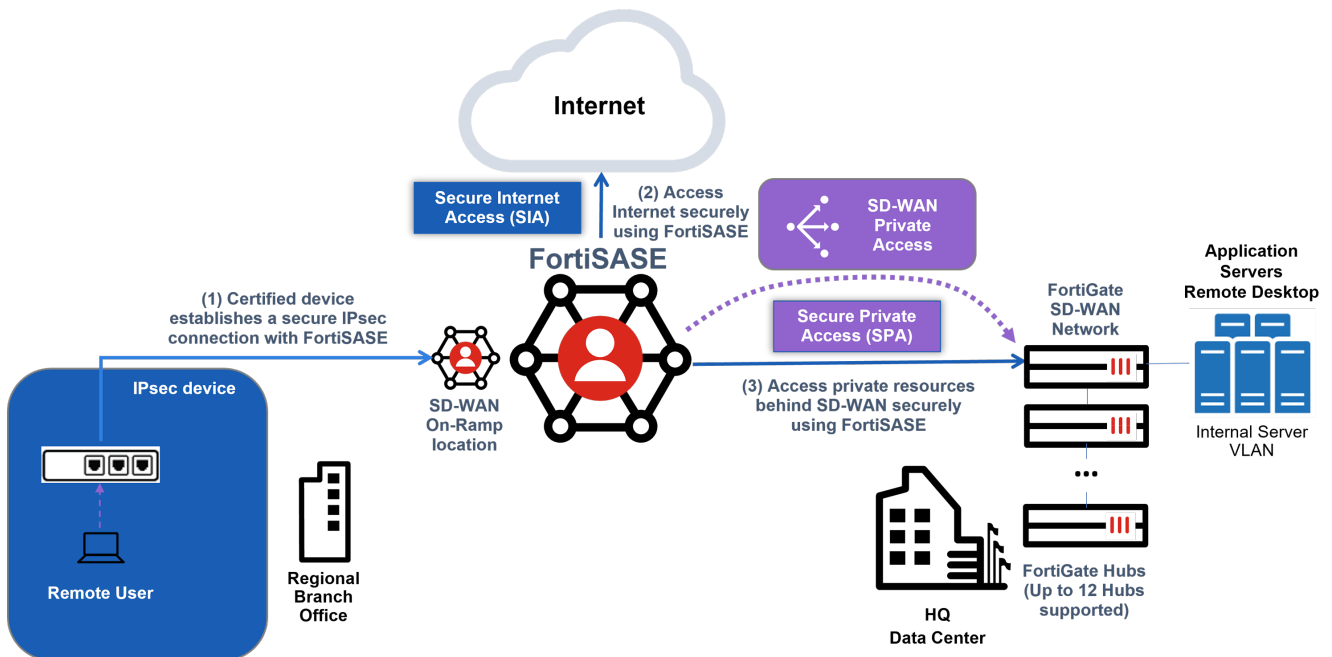 Internet
Secure Internet
Access (SIA)
(2) Access
Internet securely
using FortiSASE
SD-WAN
Private
Access
FortiSASE
Application
Servers
Remote Desktop
(1) Certified device
establishes a secure IPsec
connection with FortiSASE
FortiGate
SD-WAN
Network
Secure Private
Access (SPA)
IPsec device
SD-WAN
On-Ramp
location
(3) Access private resources
behind SD-WAN securely
using FortiSASE
Internal Server
VLAN
...
Remote User
Regional
Branch
Office
FortiGate Hubs
(Up to 12 Hubs
supported)
HQ
Data Center